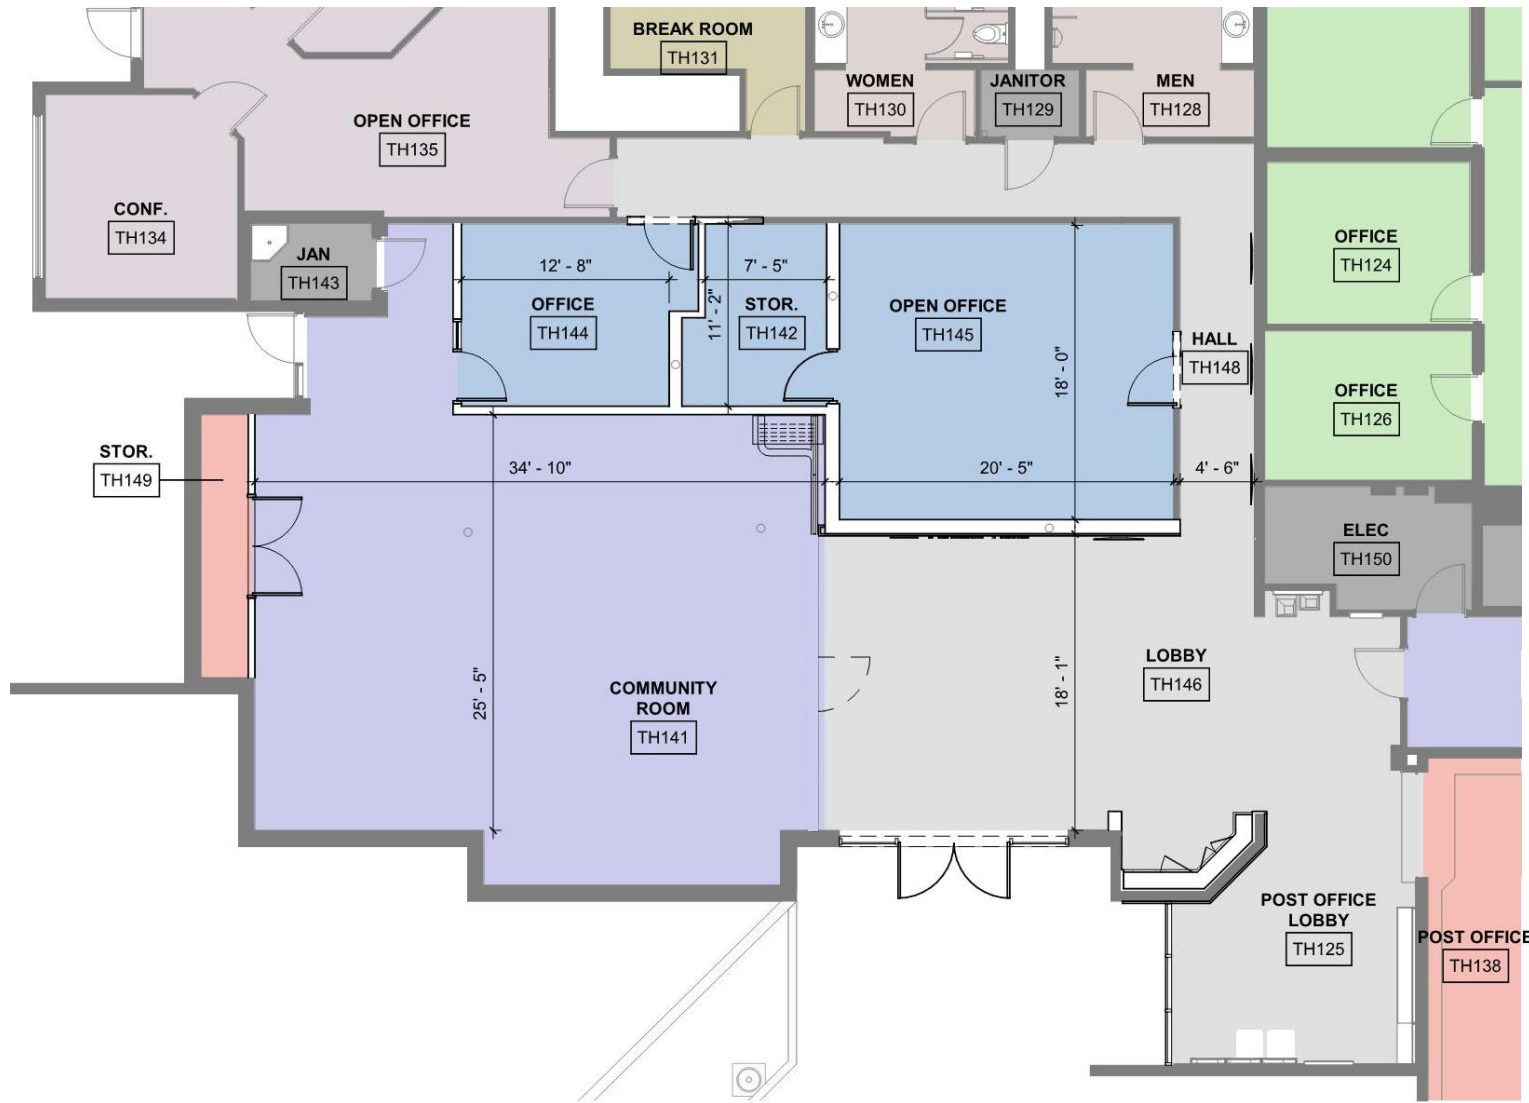 BREAK ROOM
TH131
WOMEN
TH130
JANITOR
TH129
MEN
TH128
OPEN OFFICE
TH135
CONF.
TH134
JAN
TH143
12' - 8"
OFFICE
TH144
7' - 5"
11' - 2"
STOR.
TH142
OPEN OFFICE
TH145
18' - 0"
HALL
TH148
OFFICE
TH124
OFFICE
TH126
STOR.
TH149
34' - 10"
20' - 5"
4' - 6"
ELEC
TH150
25' - 5"
COMMUNITY
ROOM
TH141
18' - 1"
LOBBY
TH146
POST OFFICE
LOBBY
TH125
POST OFFICE
TH138